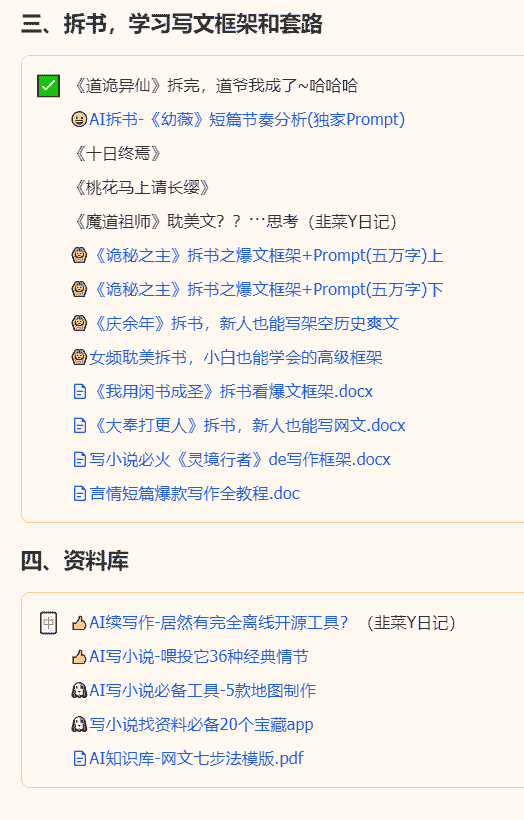 三、拆书，学习写文框架和套路
《道诡异仙》拆完，道爷我成了~哈哈哈
AI拆书-《幼薇》短篇节奏分析(独家Prompt)
《十日终焉》
《桃花马上请长缨》
《魔道祖师》耽美文？？…思考（韭菜Y日记）
《诡秘之主》拆书之爆文框架+Prompt(五万字)上
《诡秘之主》拆书之爆文框架+Prompt(五万字)下
《庆余年》拆书，新人也能写架空历史爽文
女频耽美拆书，小白也能学会的高级框架
《我用闲书成圣》拆书看爆文框架.docx
《大奉打更人》拆书，新人也能写网文.docx
写小说必火《灵境行者》de写作框架.docx
言情短篇爆款写作全教程.doc
四、资料库
中 AI续写作-居然有完全离线开源工具？（韭菜Y日记）
AI写小说-喂投它36种经典情节
AI写小说必备工具-5款地图制作
写小说找资料必备20个宝藏app
AI知识库-网文七步法模版.pdf